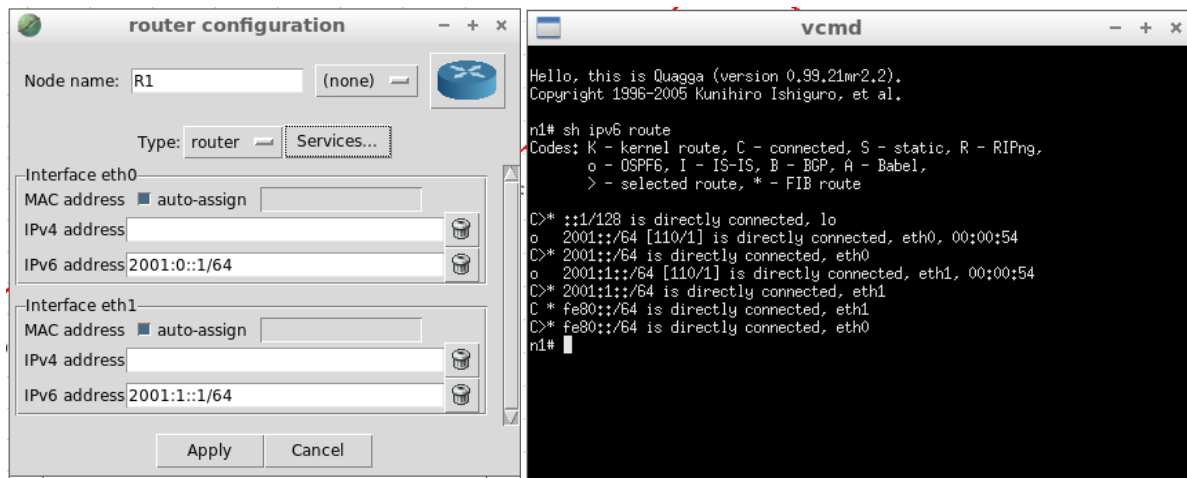 router configuration
Node name:
R1
(none)
Type:
router
Services...
Interface eth0
MAC address
auto-assign
IPv4 address
IPv6 address
2001:0::1/64
Interface eth1
MAC address
auto-assign
IPv4 address
IPv6 address
2001:1::1/64
Apply
Cancel
vcmd
Hello, this is Quagga (version 0.99.21mr2.2).
Copyright 1996-2005 Kunihiro Ishiguro, et al.
n1# sh ipv6 route
Codes: K - kernel route, C - connected, S - static, R - RIPng,
o - OSPF6, I - IS-IS, B - BGP, A - Babel,
> - selected route, * - FIB route
C>* ::1/128 is directly connected, lo
o   2001::/64 [110/1] is directly connected, eth0, 00:00:54
C>* 2001::/64 is directly connected, eth0
o   2001:1::/64 [110/1] is directly connected, eth1, 00:00:54
C>* 2001:1::/64 is directly connected, eth1
C * fe80::/64 is directly connected, eth1
C>* fe80::/64 is directly connected, eth0
n1#